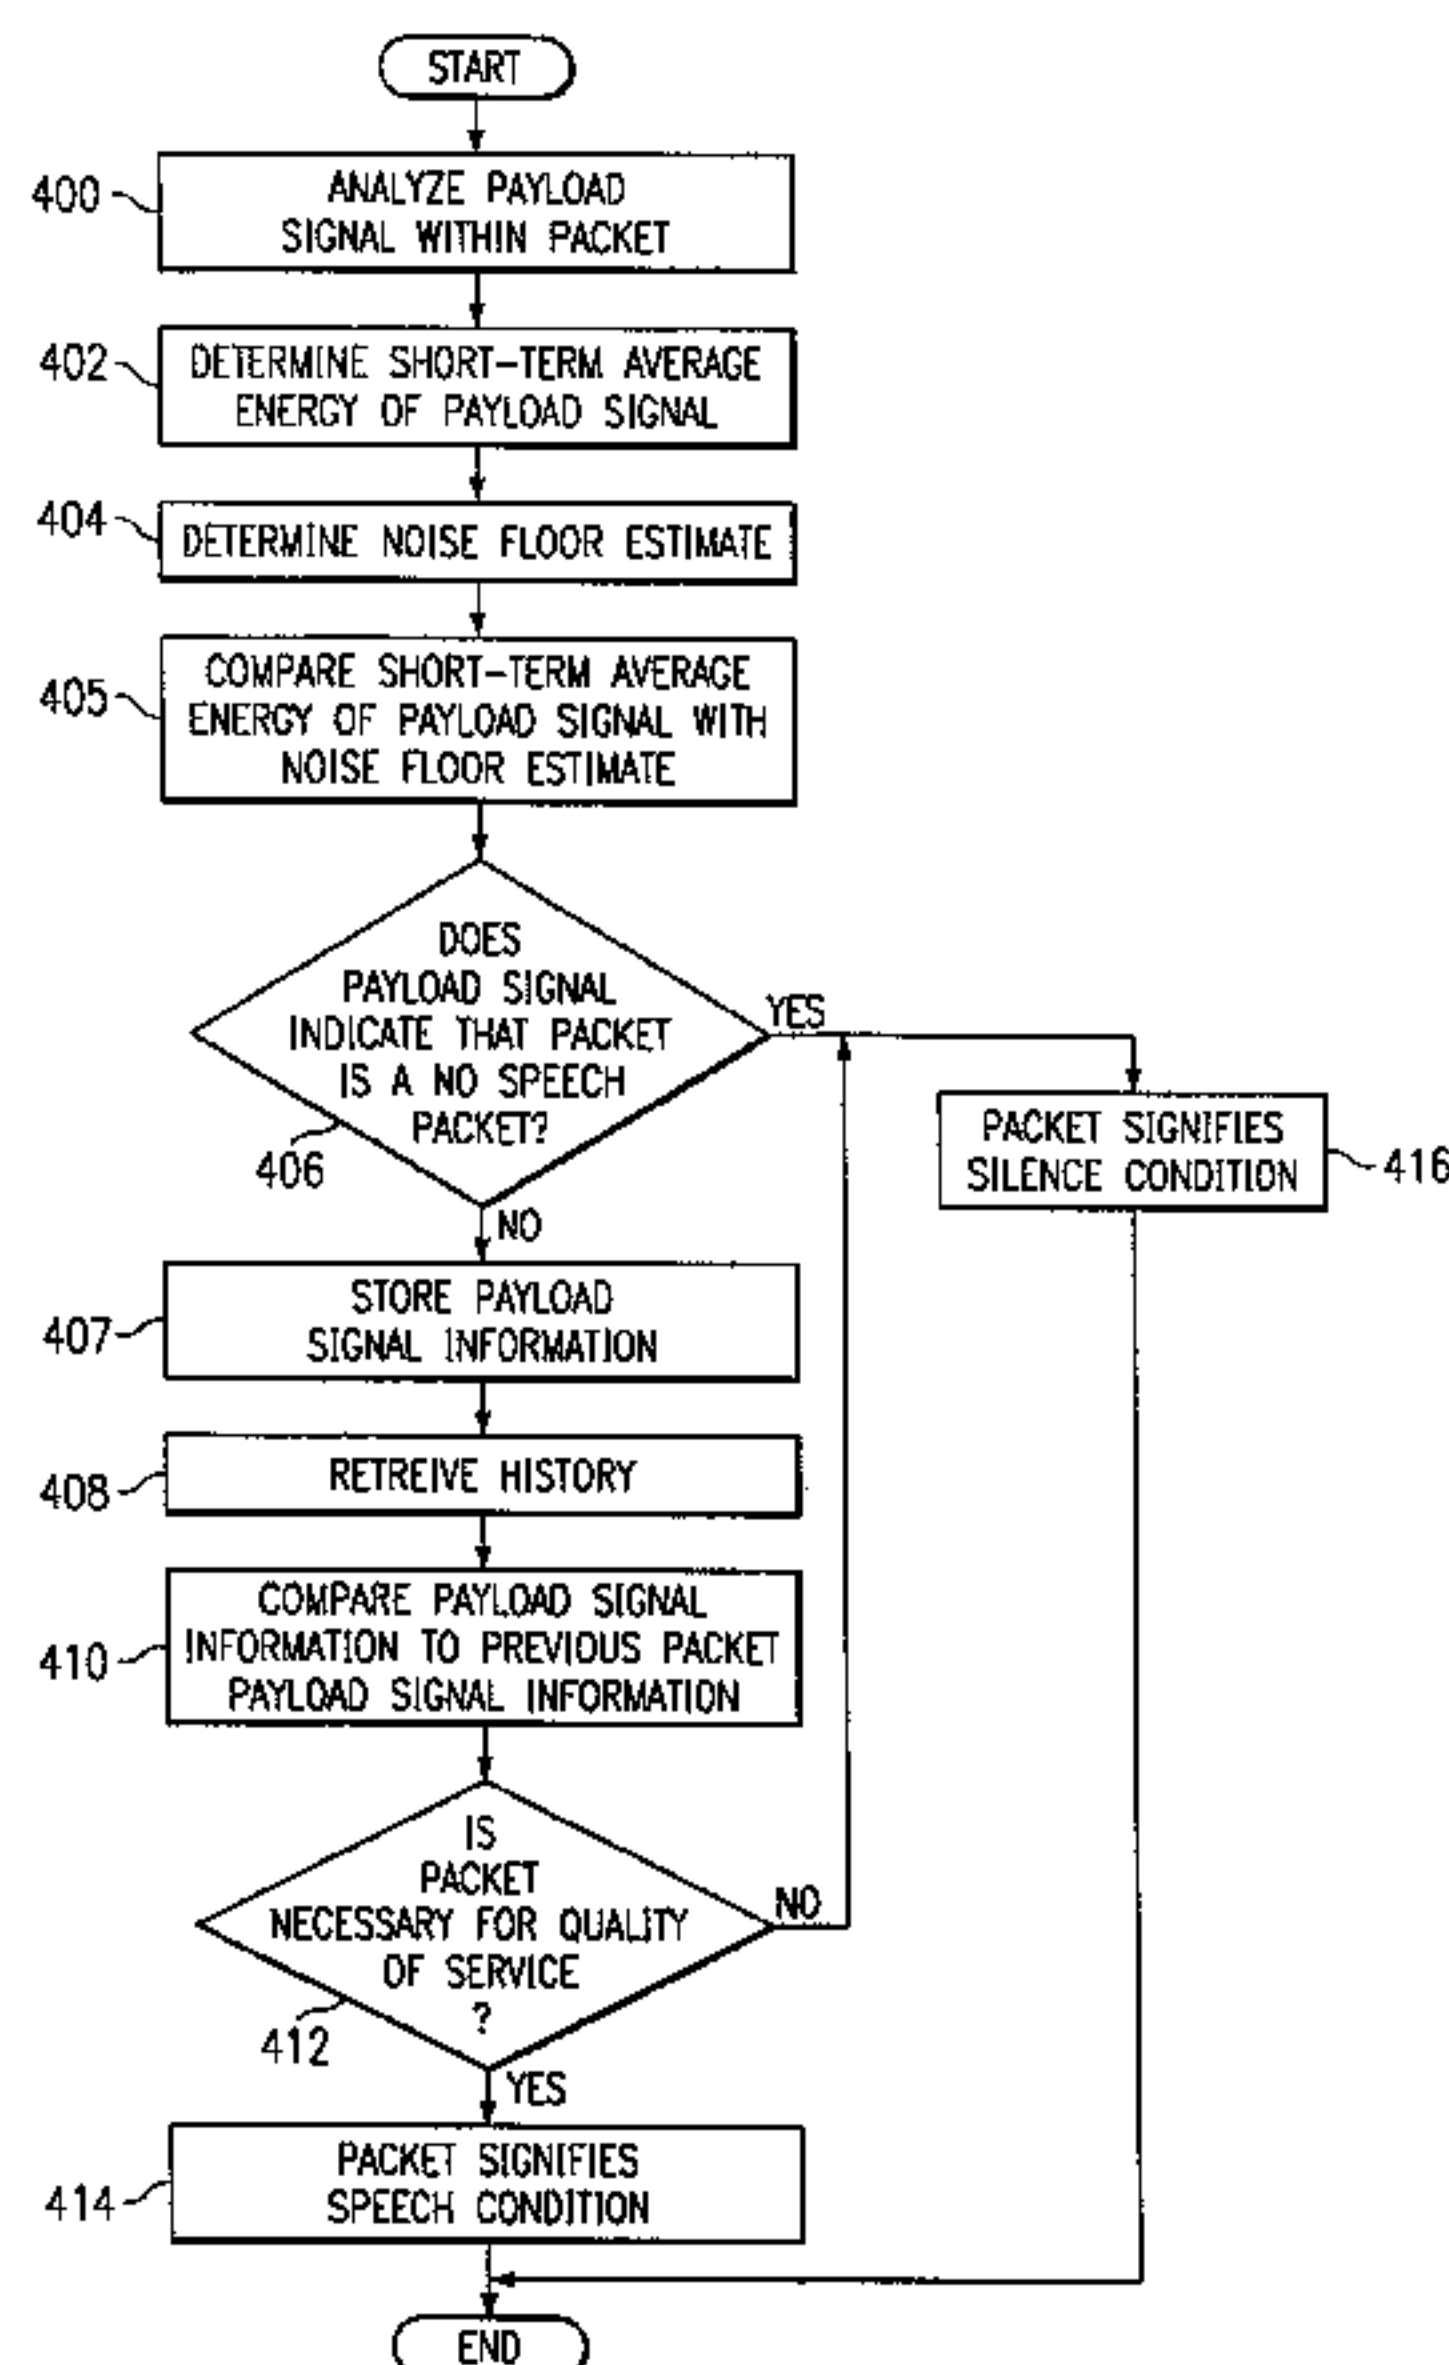 START
400
ANALYZE PAYLOAD
SIGNAL WITHIN PACKET
402
DETERMINE SHORT-TERM AVERAGE
ENERGY OF PAYLOAD SIGNAL
404
DETERMINE NOISE FLOOR ESTIMATE
405
COMPARE SHORT-TERM AVERAGE
ENERGY OF PAYLOAD SIGNAL WITH
NOISE FLOOR ESTIMATE
DOES
PAYLOAD SIGNAL
INDICATE THAT PACKET
IS A NO SPEECH
PACKET?
406
YES
PACKET SIGNIFIES
SILENCE CONDITION
416
NO
407
STORE PAYLOAD
SIGNAL INFORMATION
408
RETREIVE HISTORY
410
COMPARE PAYLOAD SIGNAL
INFORMATION TO PREVIOUS PACKET
PAYLOAD SIGNAL INFORMATION
IS
PACKET
NECESSARY FOR QUALITY
OF SERVICE
?
412
NO
YES
414
PACKET SIGNIFIES
SPEECH CONDITION
END